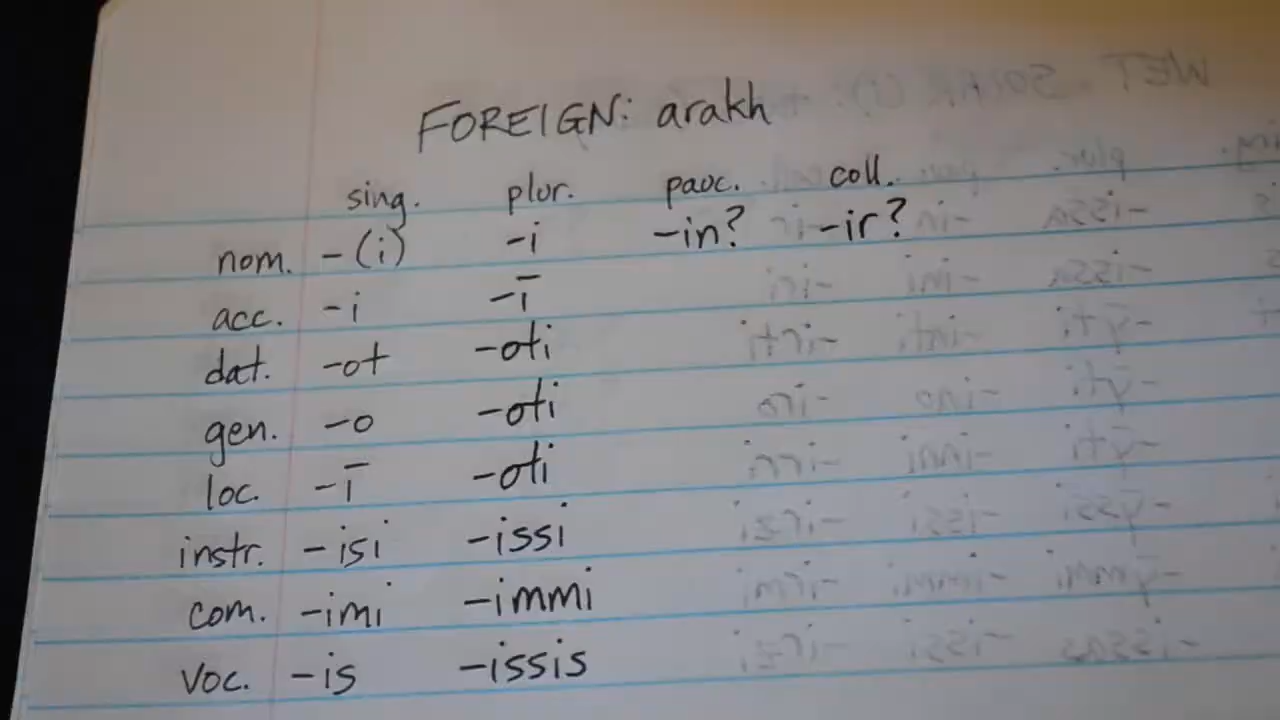 FOREIGN: arakh
sing. plur. pauc. coll.
nom. -(i) -i -in? -ir?
acc. -i -ī
dat. -ot -oti
gen. -o -oti
loc. -ī -oti
instr. -isi -issi
com. -imi -immi
voc. -is -issis